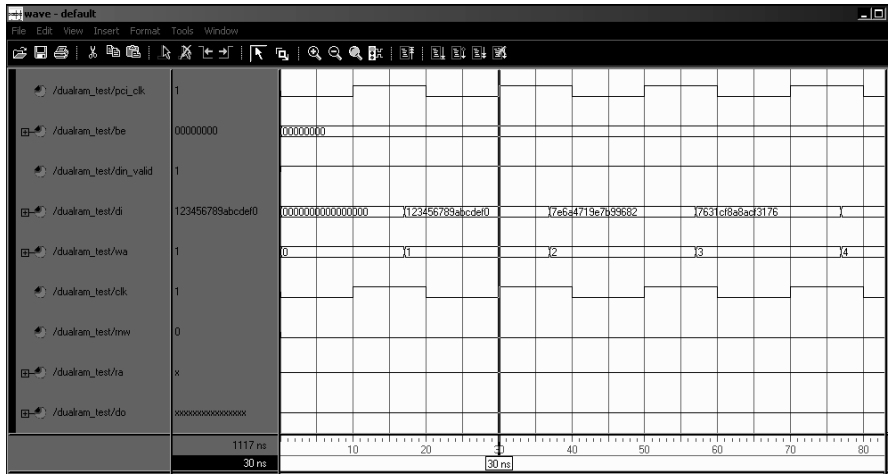 wave - default
File Edit View Insert Format Tools Window
/dualram_test/pci_clk 1
/dualram_test/be 00000000 00000000
/dualram_test/din_valid 1
/dualram_test/di 123456789abcdef0 0000000000000000 123456789abcdef0 7e6a4719e7b99682 7631cf8a8acf3176
/dualram_test/wa 1 0 1 2 3 4
/dualram_test/clk 1
/dualram_test/rnw 0
/dualram_test/ra x
/dualram_test/do xxxxxxxxxxxxxxxx
1117 ns 10 20 30 40 50 60 70 80
30 ns 30 ns